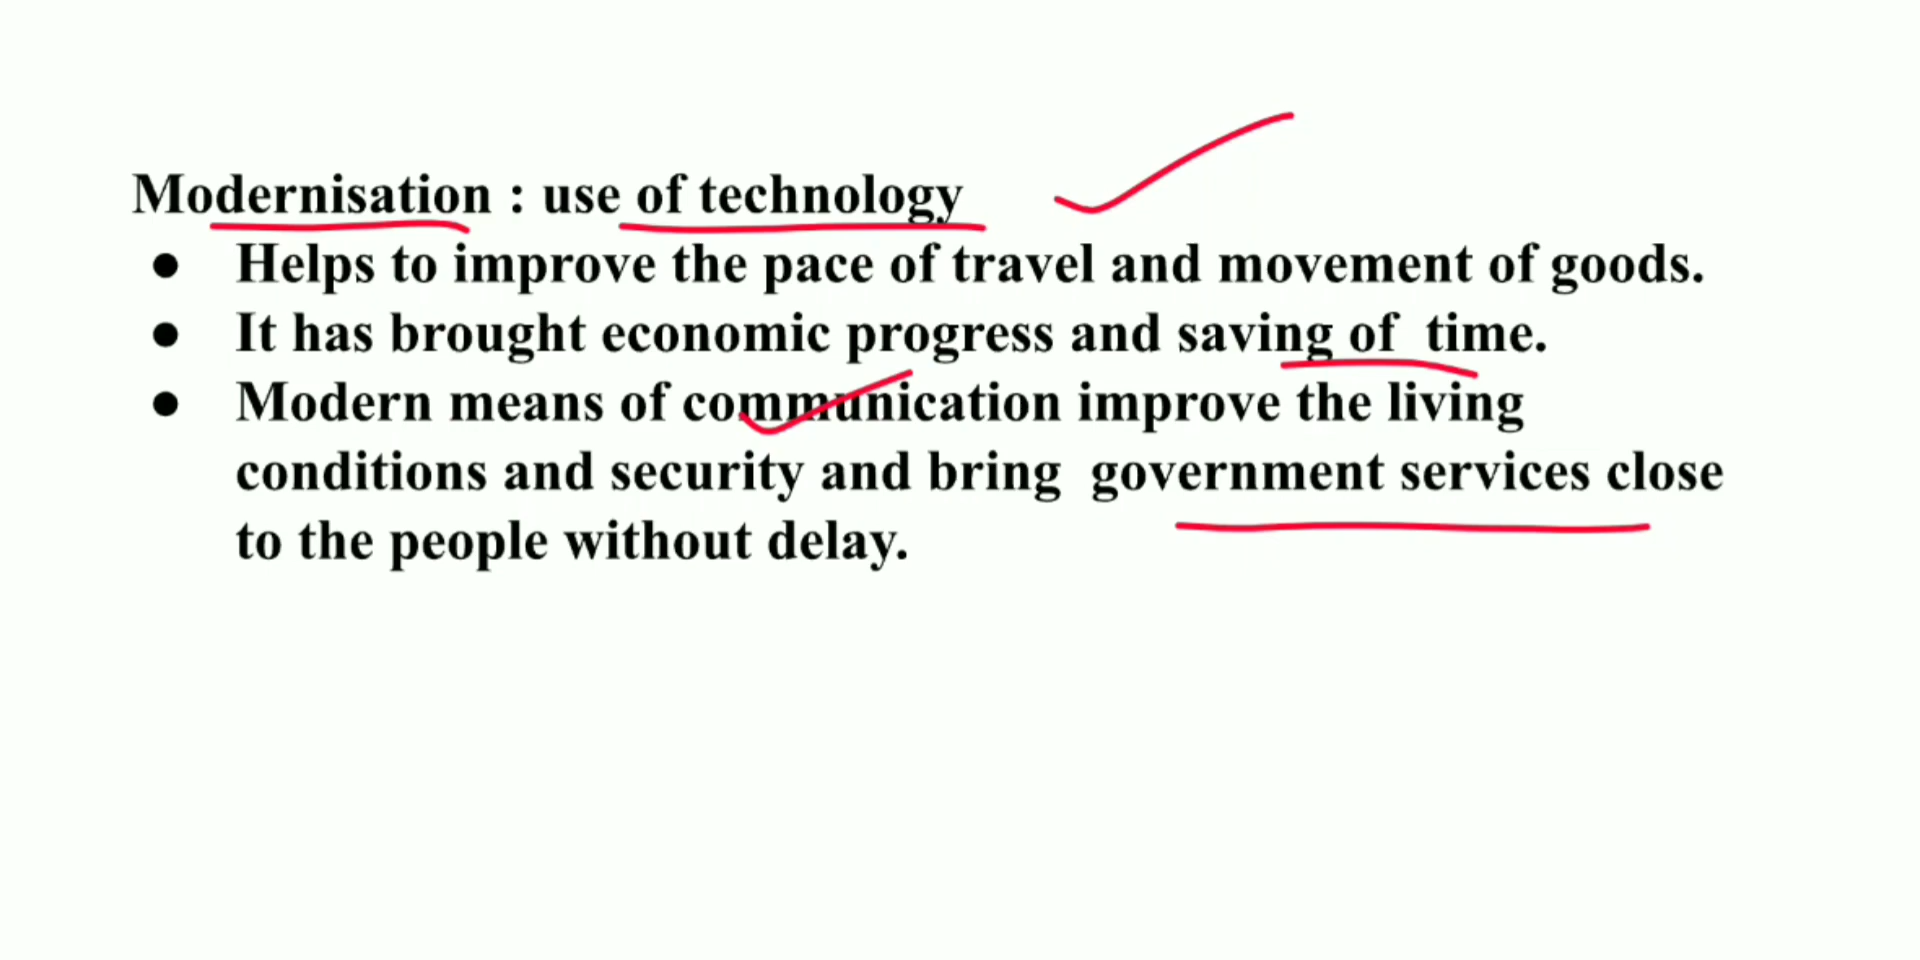 Modernisation : use of technology
● Helps to improve the pace of travel and movement of goods.
● It has brought economic progress and saving of time.
● Modern means of communication improve the living
conditions and security and bring government services close
to the people without delay.